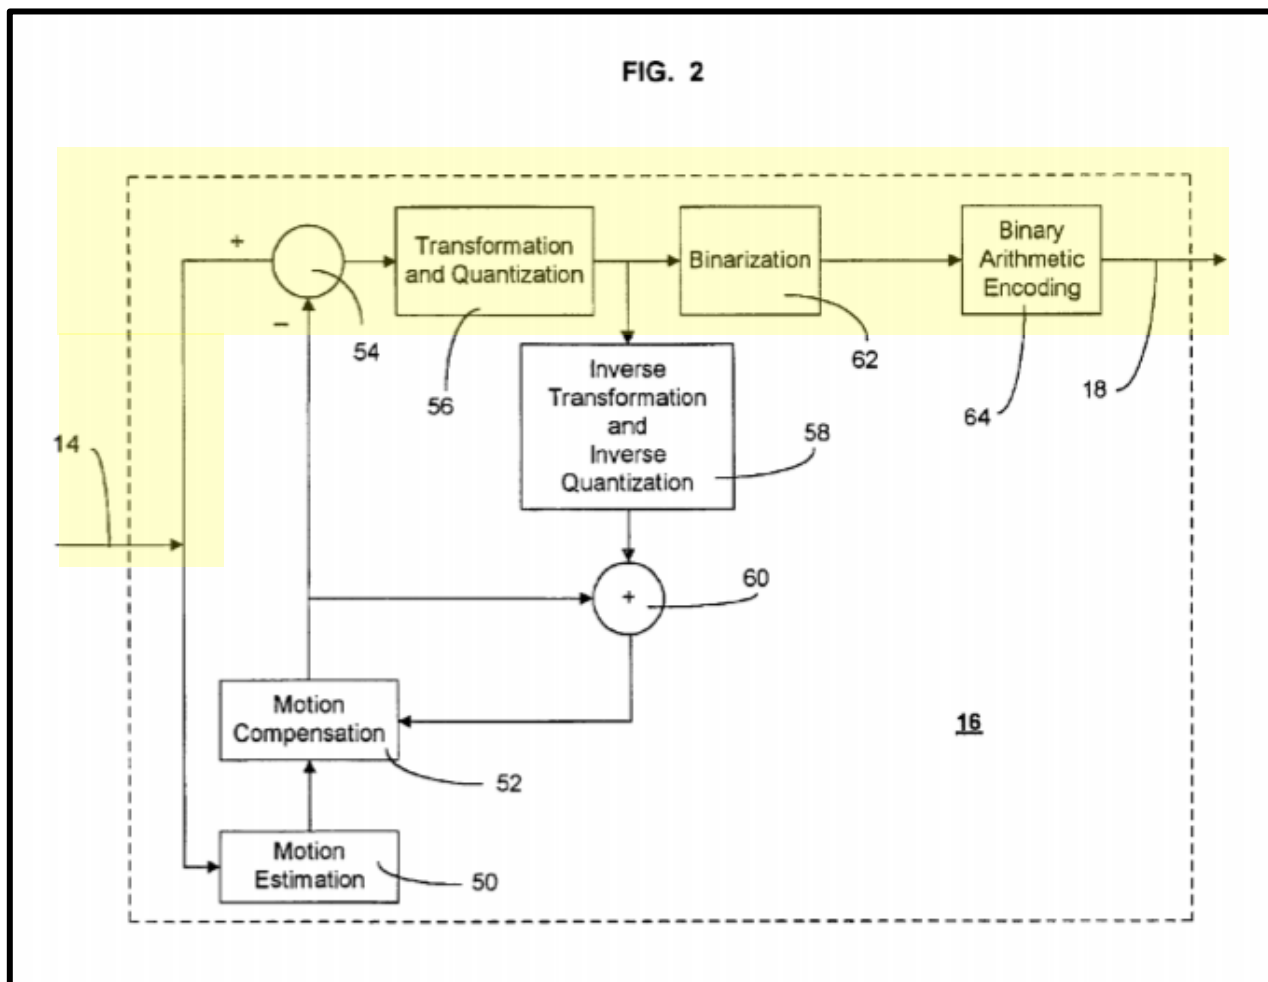 FIG. 2
+
Transformation
and Quantization
Binarization
Binary
Arithmetic
Encoding
−
54
56
62
64
18
14
Inverse
Transformation
and
Inverse
Quantization
58
+
60
Motion
Compensation
52
16
Motion
Estimation
50